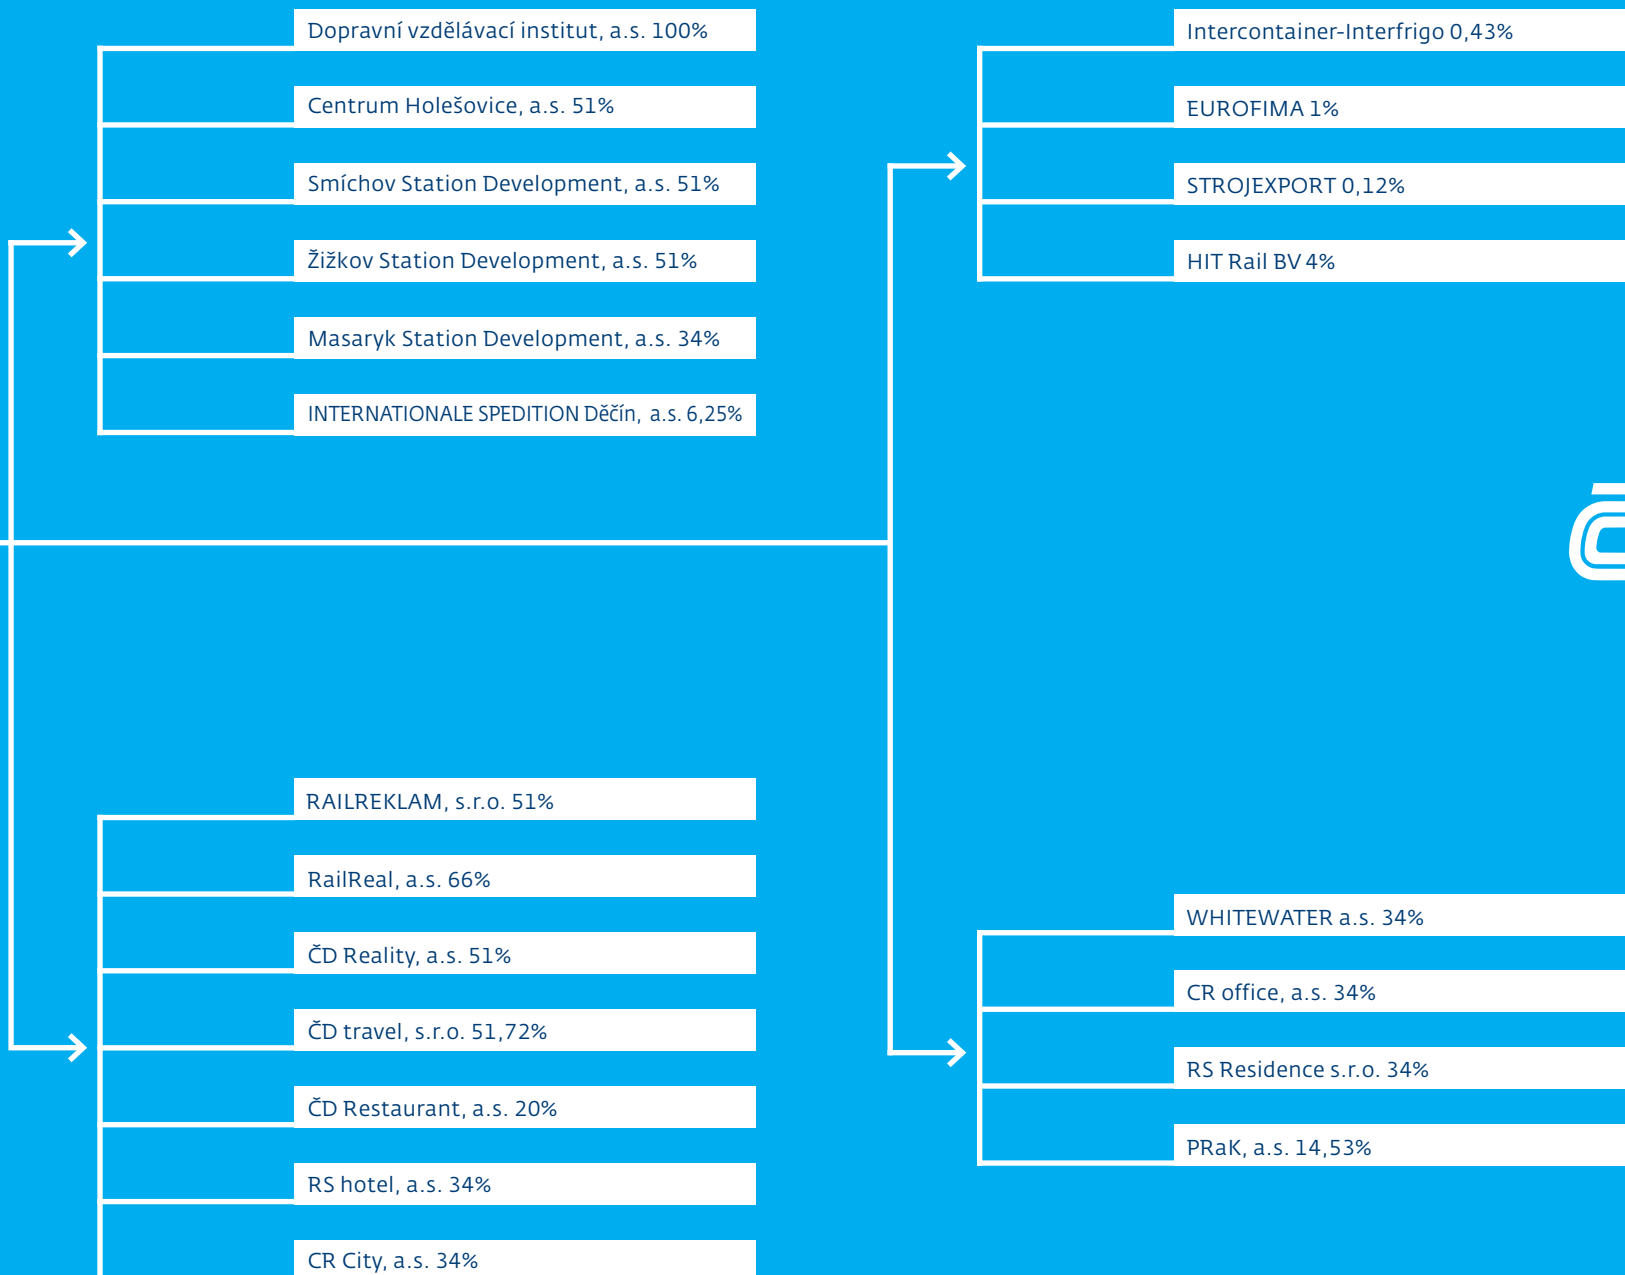 Dopravní vzdělávací institut, a.s. 100%
Centrum Holešovice, a.s. 51%
Smíchov Station Development, a.s. 51%
Žižkov Station Development, a.s. 51%
Masaryk Station Development, a.s. 34%
INTERNATIONALE SPEDITION Děčín, a.s. 6,25%
Intercontainer-Interfrigo 0,43%
EUROFIMA 1%
STROJEXPORT 0,12%
HIT Rail BV 4%
RAILREKLAM, s.r.o. 51%
RailReal, a.s. 66%
ČD Reality, a.s. 51%
ČD travel, s.r.o. 51,72%
ČD Restaurant, a.s. 20%
RS hotel, a.s. 34%
CR City, a.s. 34%
WHITEWATER a.s. 34%
CR office, a.s. 34%
RS Residence s.r.o. 34%
PRaK, a.s. 14,53%